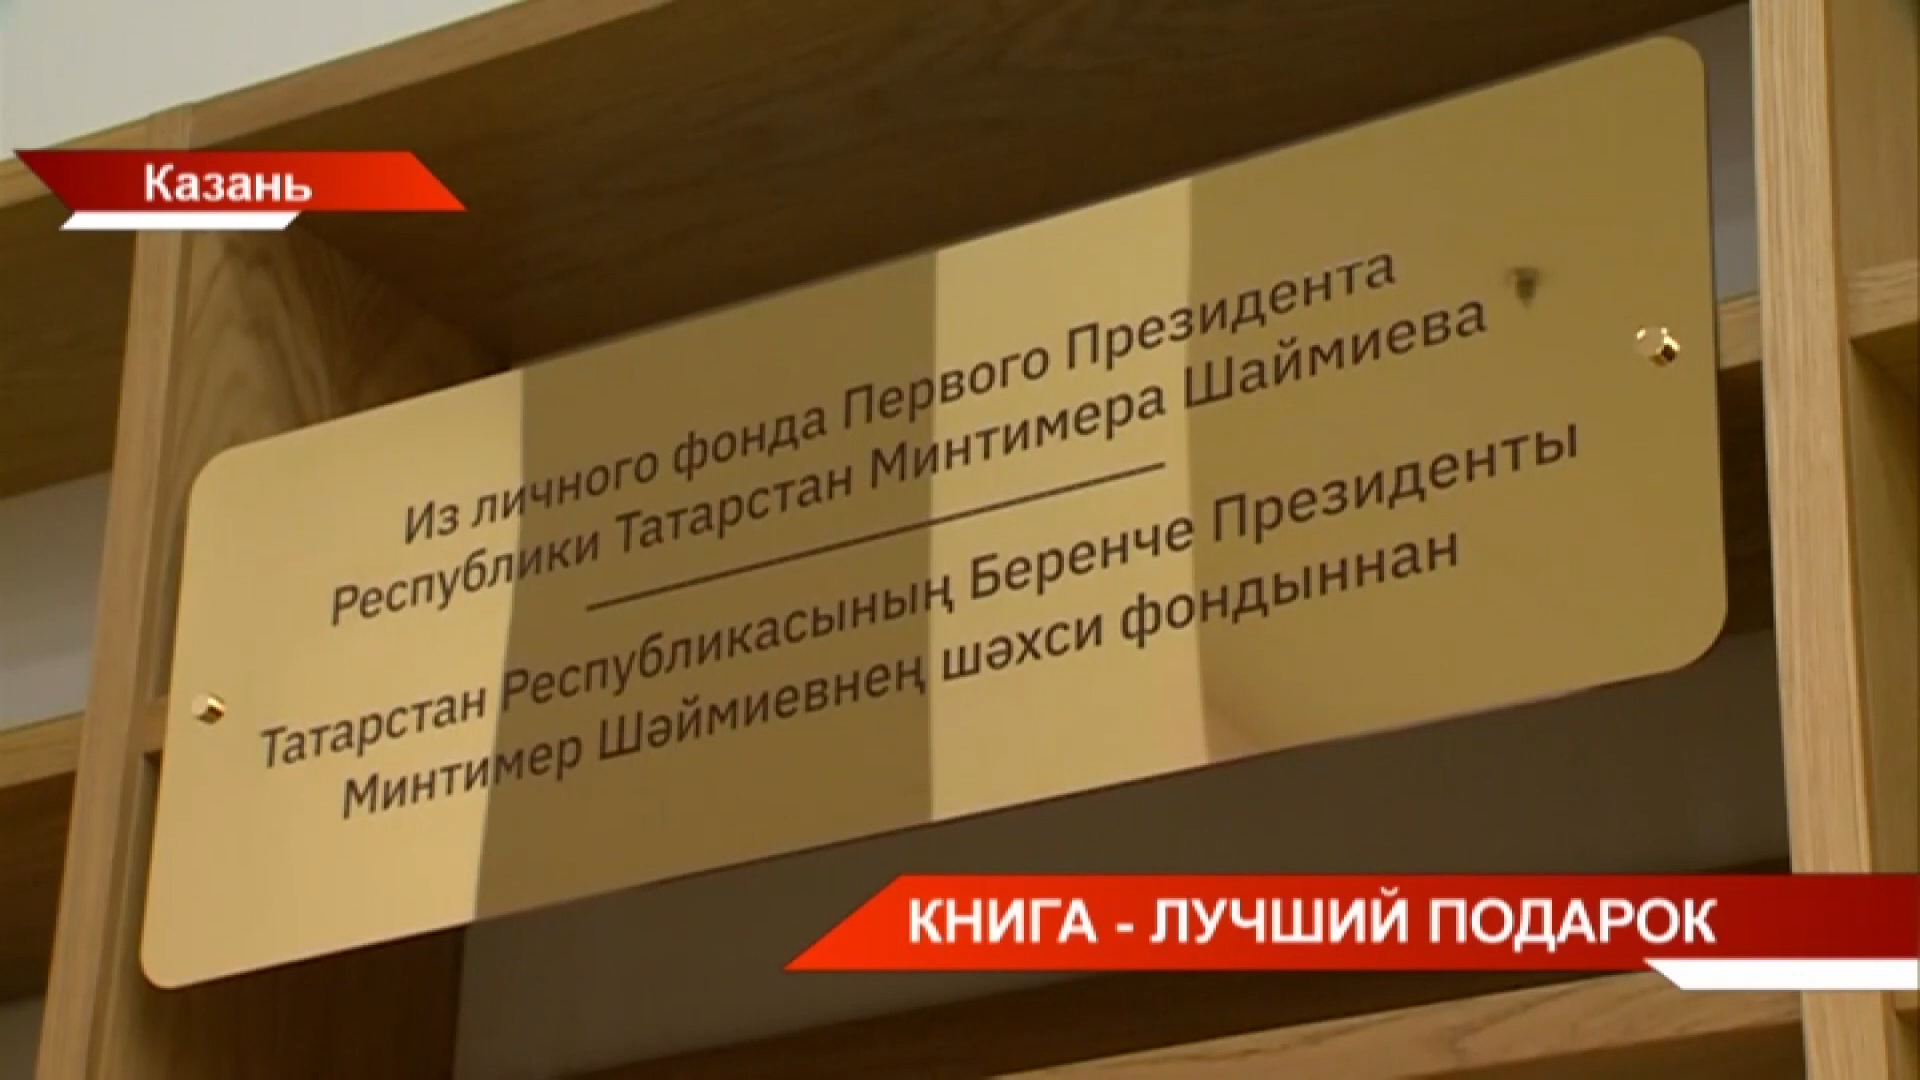 Казань
Из личного фонда Первого Президента
Республики Татарстан Минтимера Шаймиева
Татарстан Республикасының Беренче Президенты
Минтимер Шәймиевнең шәхси фондыннан
КНИГА - ЛУЧШИЙ ПОДАРОК